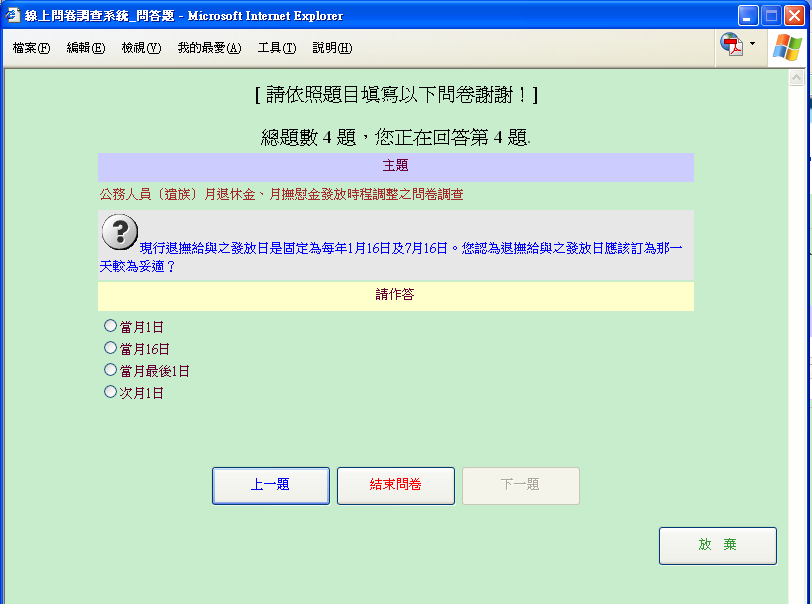 線上問卷調查系統_問答題 - Microsoft Internet Explorer
檔案(F) 編輯(E) 檢視(V) 我的最愛(A) 工具(T) 說明(H)
[ 請依照題目填寫以下問卷謝謝！]
總題數 4 題，您正在回答第 4 題.
主題
公務人員〔遺族〕月退休金、月撫慰金發放時程調整之問卷調查
現行退撫給與之發放日是固定為每年1月16日及7月16日。您認為退撫給與之發放日應該訂為那一
天較為妥適？
請作答
當月1日
當月16日
當月最後1日
次月1日
上一題 結束問卷 下一題
放 棄